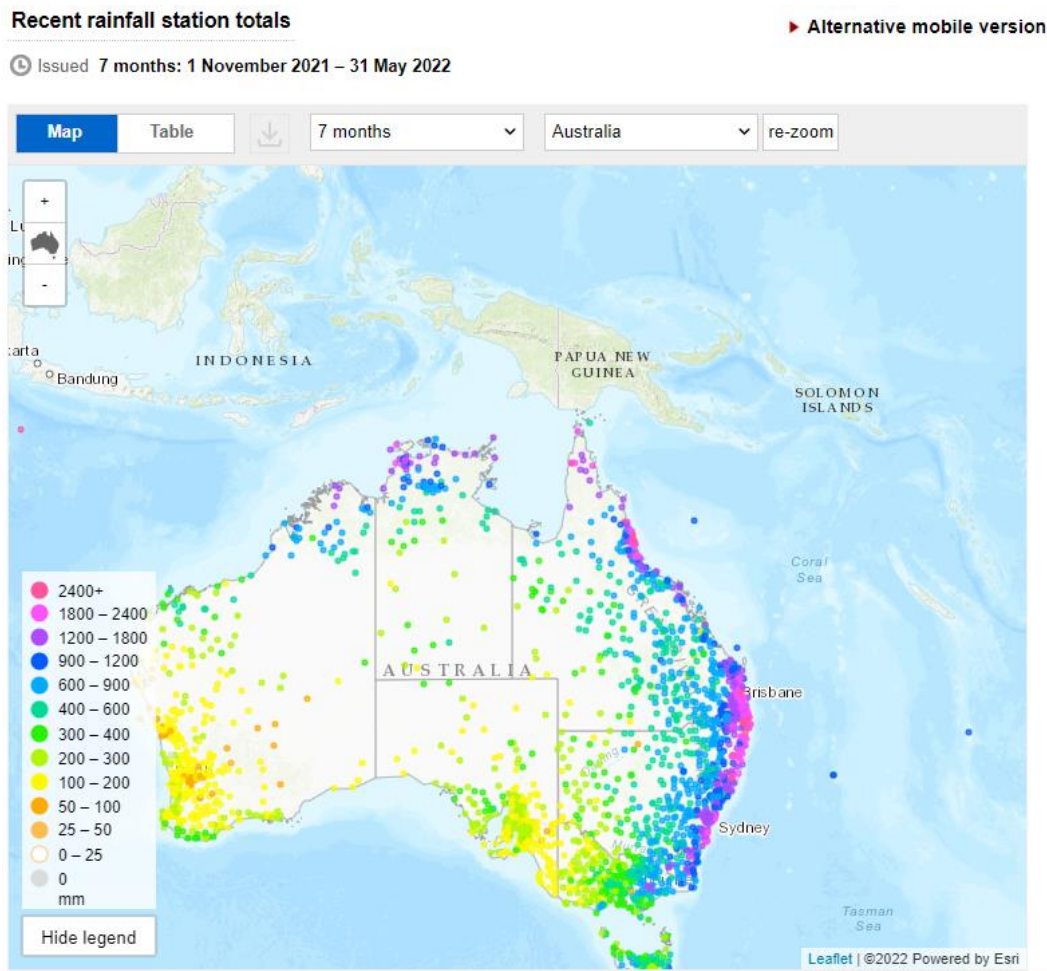 Recent rainfall station totals
Alternative mobile version
Issued 7 months: 1 November 2021 – 31 May 2022
Map
Table
7 months
Australia
re-zoom
+
-
INDONESIA
PAPUA NEW
GUINEA
SOLOMON
ISLANDS
karta
Bandung
Coral
Sea
AUSTRALIA
Brisbane
Sydney
Tasman
Sea
2400+
1800 – 2400
1200 – 1800
900 – 1200
600 – 900
400 – 600
300 – 400
200 – 300
100 – 200
50 – 100
25 – 50
0 – 25
0
mm
Hide legend
Leaflet | ©2022 Powered by Esri